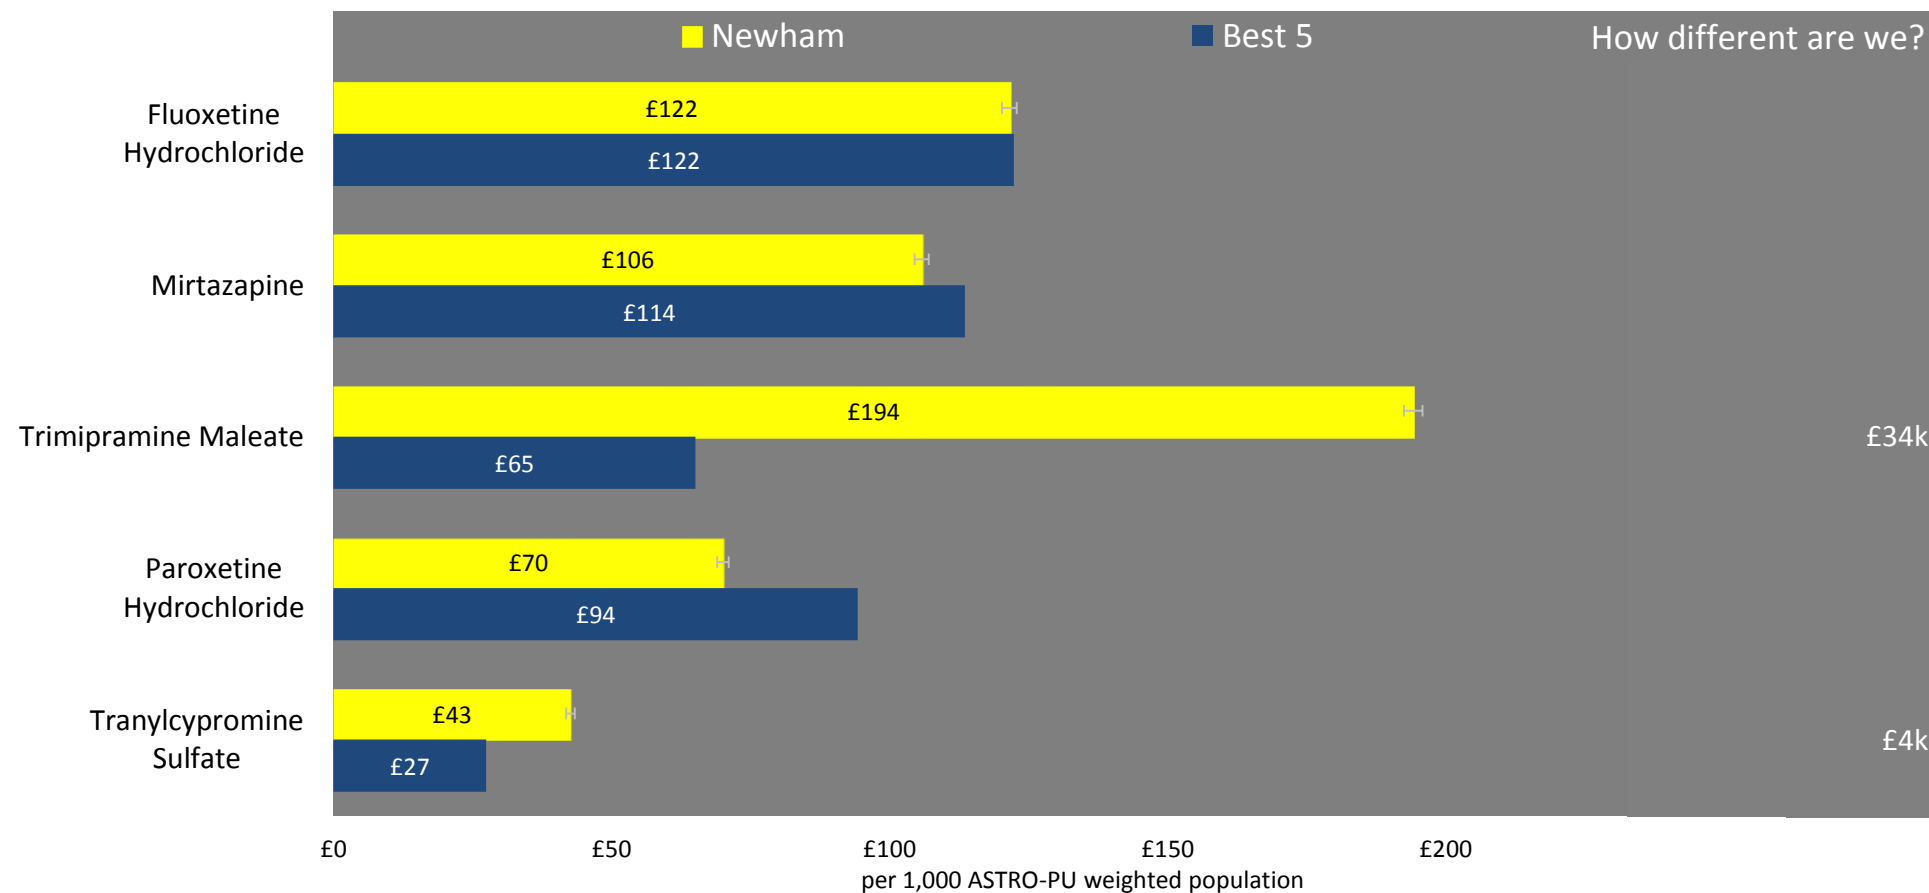 Newham
Best 5
How different are we?
Fluoxetine
Hydrochloride
£122
£122
Mirtazapine
£106
£114
Trimipramine Maleate
£194
£65
£34k
Paroxetine
Hydrochloride
£70
£94
Tranylcypromine
Sulfate
£43
£27
£4k
£0
£50
£100
£150
£200
per 1,000 ASTRO-PU weighted population